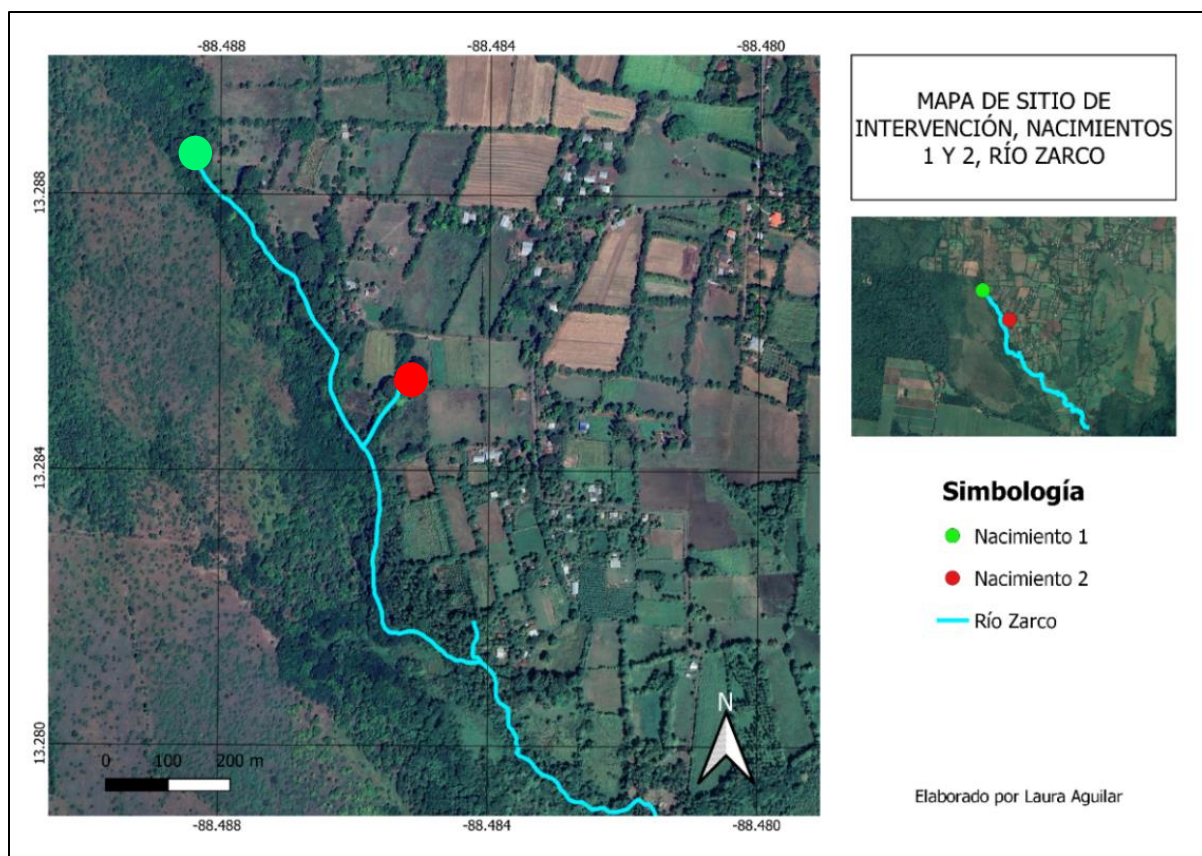 -88.488 -88.484 -88.480
13.288
13.284
13.280
N
0 100 200 m
-88.488 -88.484 -88.480
MAPA DE SITIO DE
INTERVENCIÓN, NACIMIENTOS
1 Y 2, RÍO ZARCO
Simbología
Nacimiento 1
Nacimiento 2
Río Zarco
Elaborado por Laura Aguilar